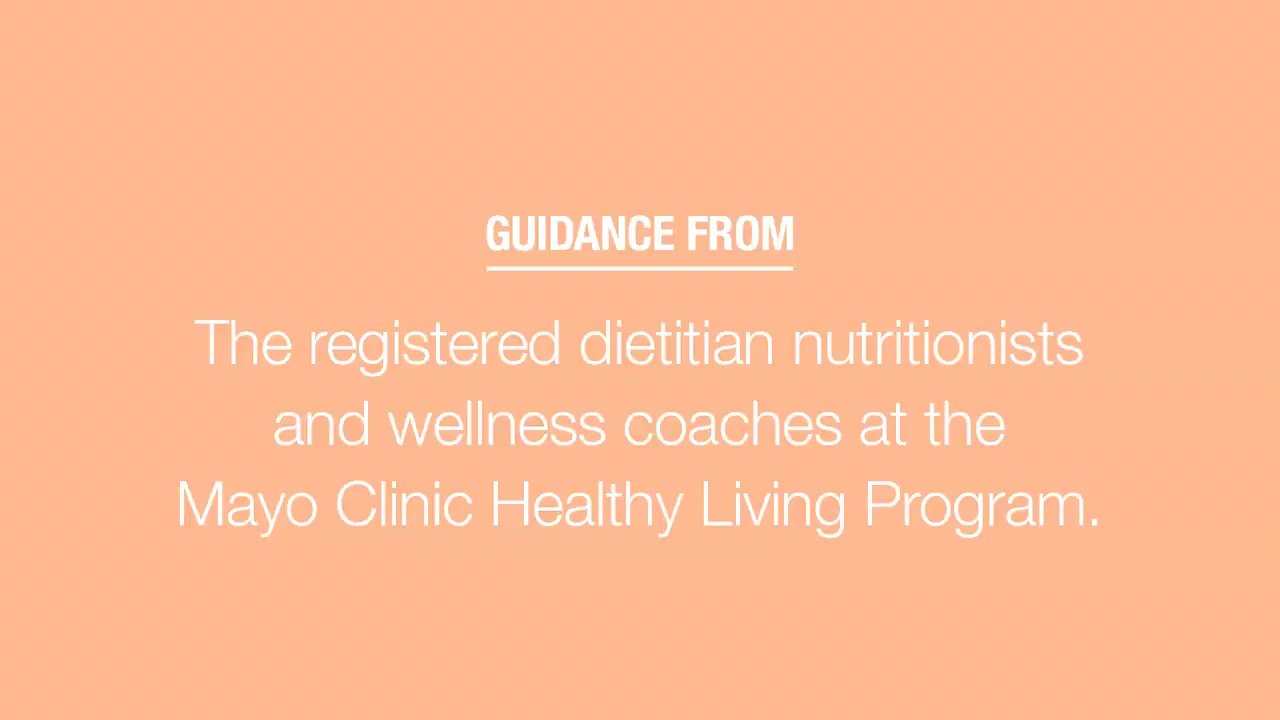 GUIDANCE FROM
The registered dietitian nutritionists
and wellness coaches at the
Mayo Clinic Healthy Living Program.